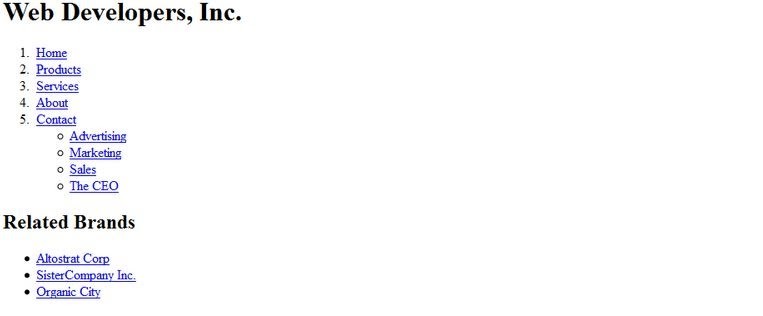 Web Developers, Inc.
1. Home
2. Products
3. Services
4. About
5. Contact
Advertising
Marketing
Sales
The CEO
Related Brands
Altostrat Corp
SisterCompany Inc.
Organic City